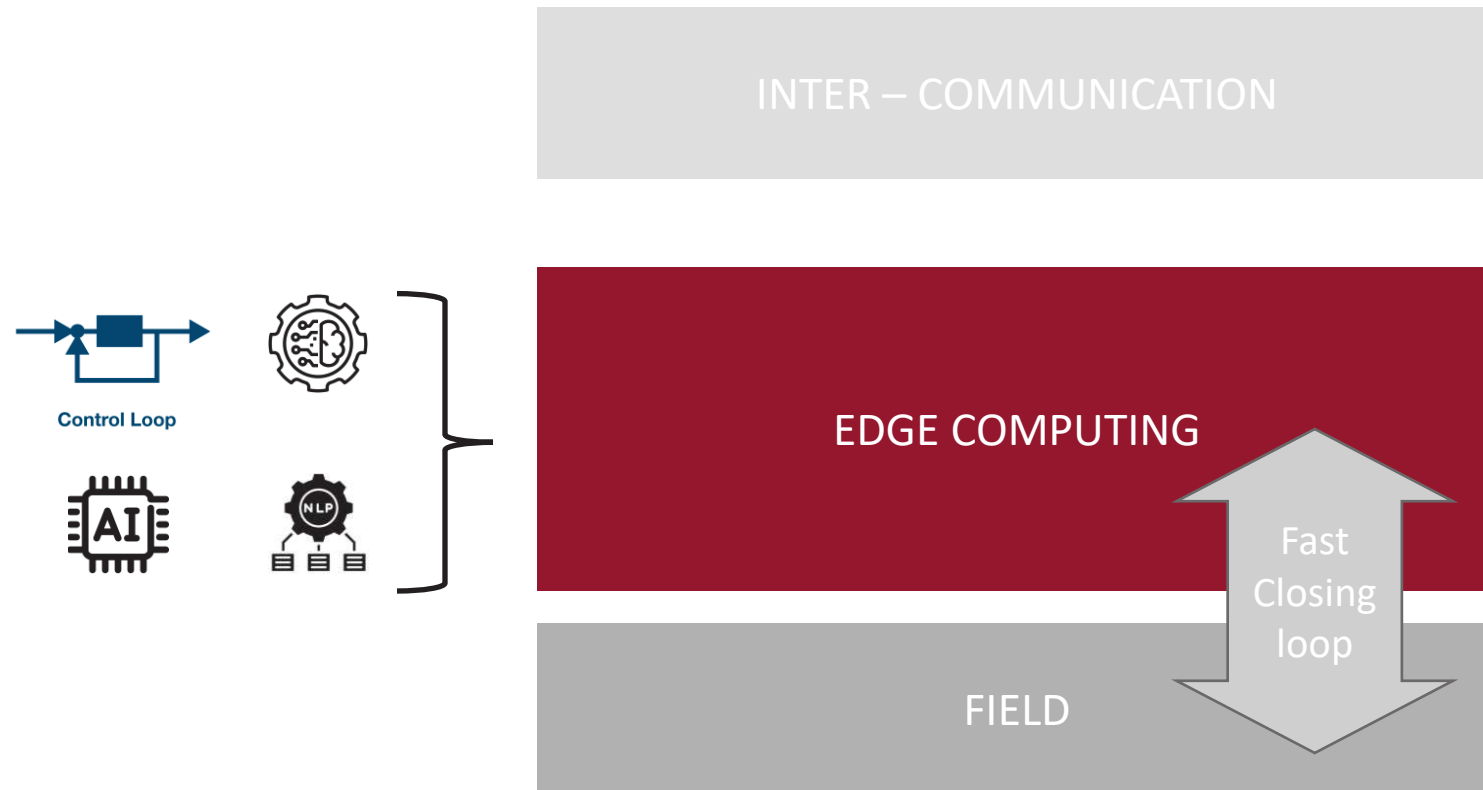 INTER – COMMUNICATION
Control Loop
EDGE COMPUTING
AI
NLP
Fast
Closing
loop
FIELD